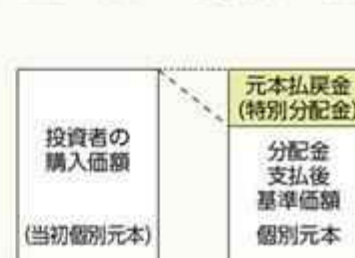 投資者の
購入価額
(当初個別元本)
元本払戻金
(特別分配金)
分配金
支払後
基準価額
個別元本